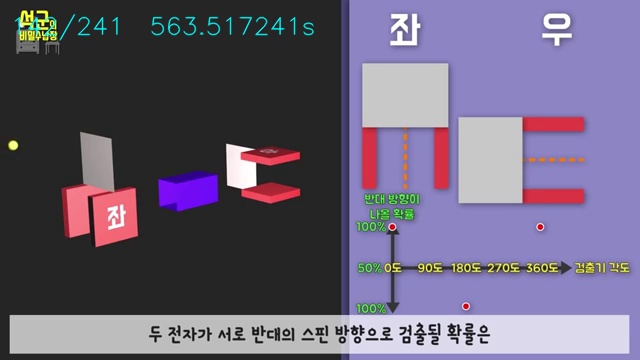 서군의
비밀수납장
/241 563.517241s
좌 우
좌
반대 방향이
나올 확률
100%
50% 0도 90도 180도 270도 360도 검출기 각도
100%
두 전자가 서로 반대의 스핀 방향으로 검출될 확률은